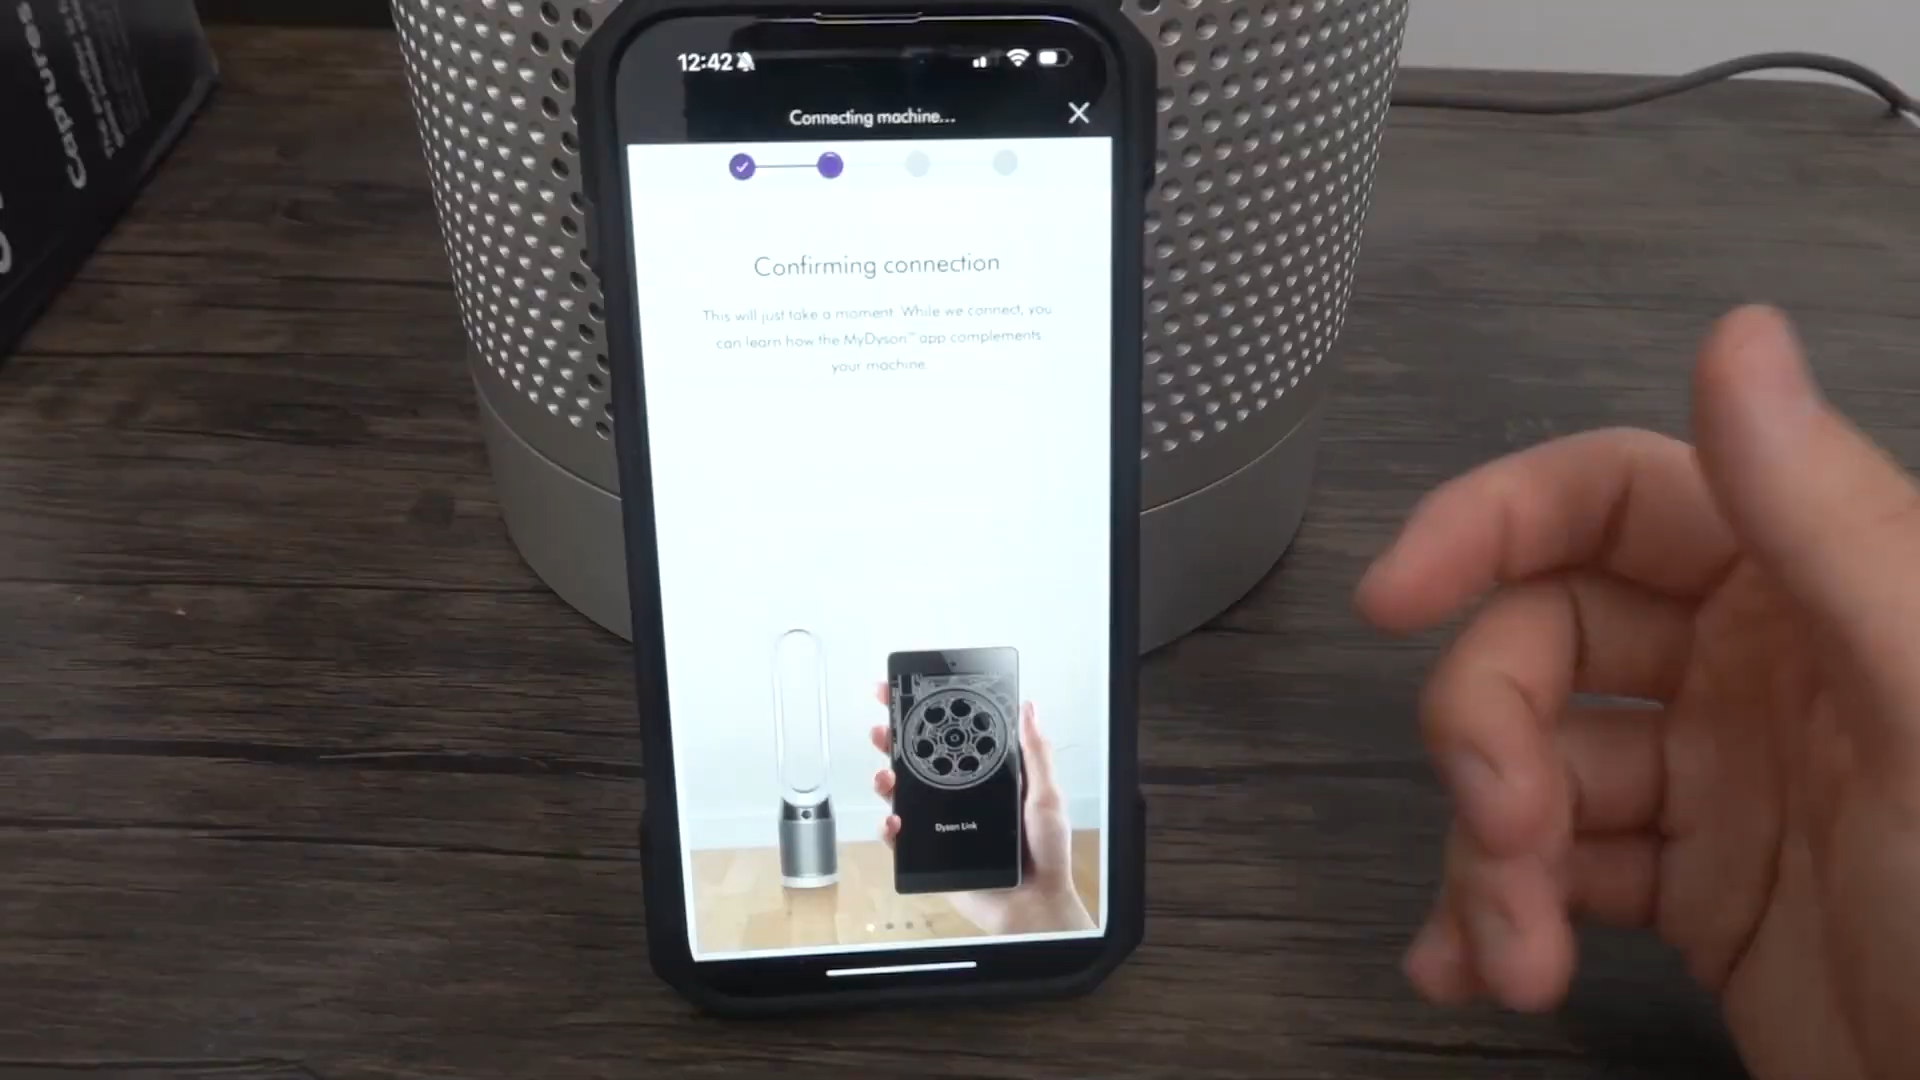 12:42
Connecting machine...
Confirming connection
This will just take a moment. While we connect, you
can learn how the MyDyson™ app complements
your machine.
Dyson Link
Captures